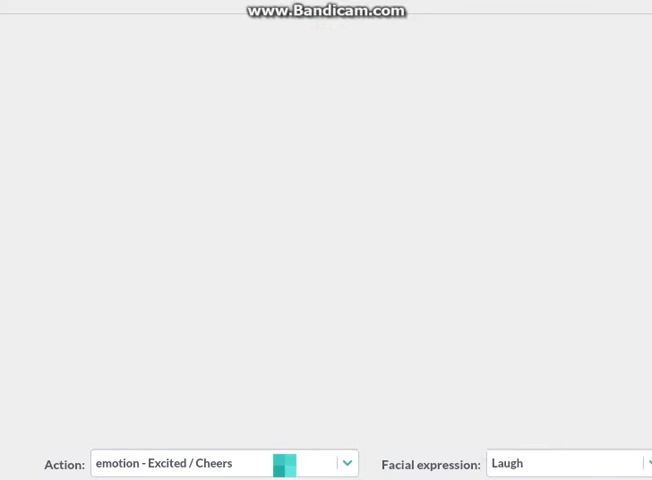 www.Bandicam.com
Action: emotion - Excited / Cheers Facial expression: Laugh